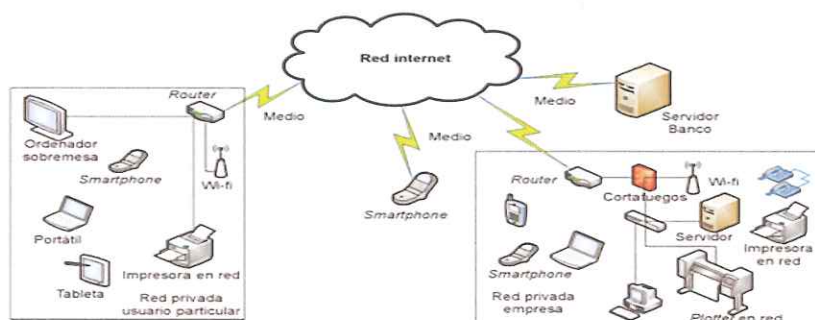 Red internet
Router
Medio
Ordenador
sobremesa
Smartphone
Wi-fi
Portátil
Tableta
Impresora en red
Red privada
usuario particular
Medio
Smartphone
Medio
Servidor
Banco
Router
Cortafuegos
Wi-fi
Servidor
Impresora
en red
Smartphone
Red privada
empresa
Plotter en red